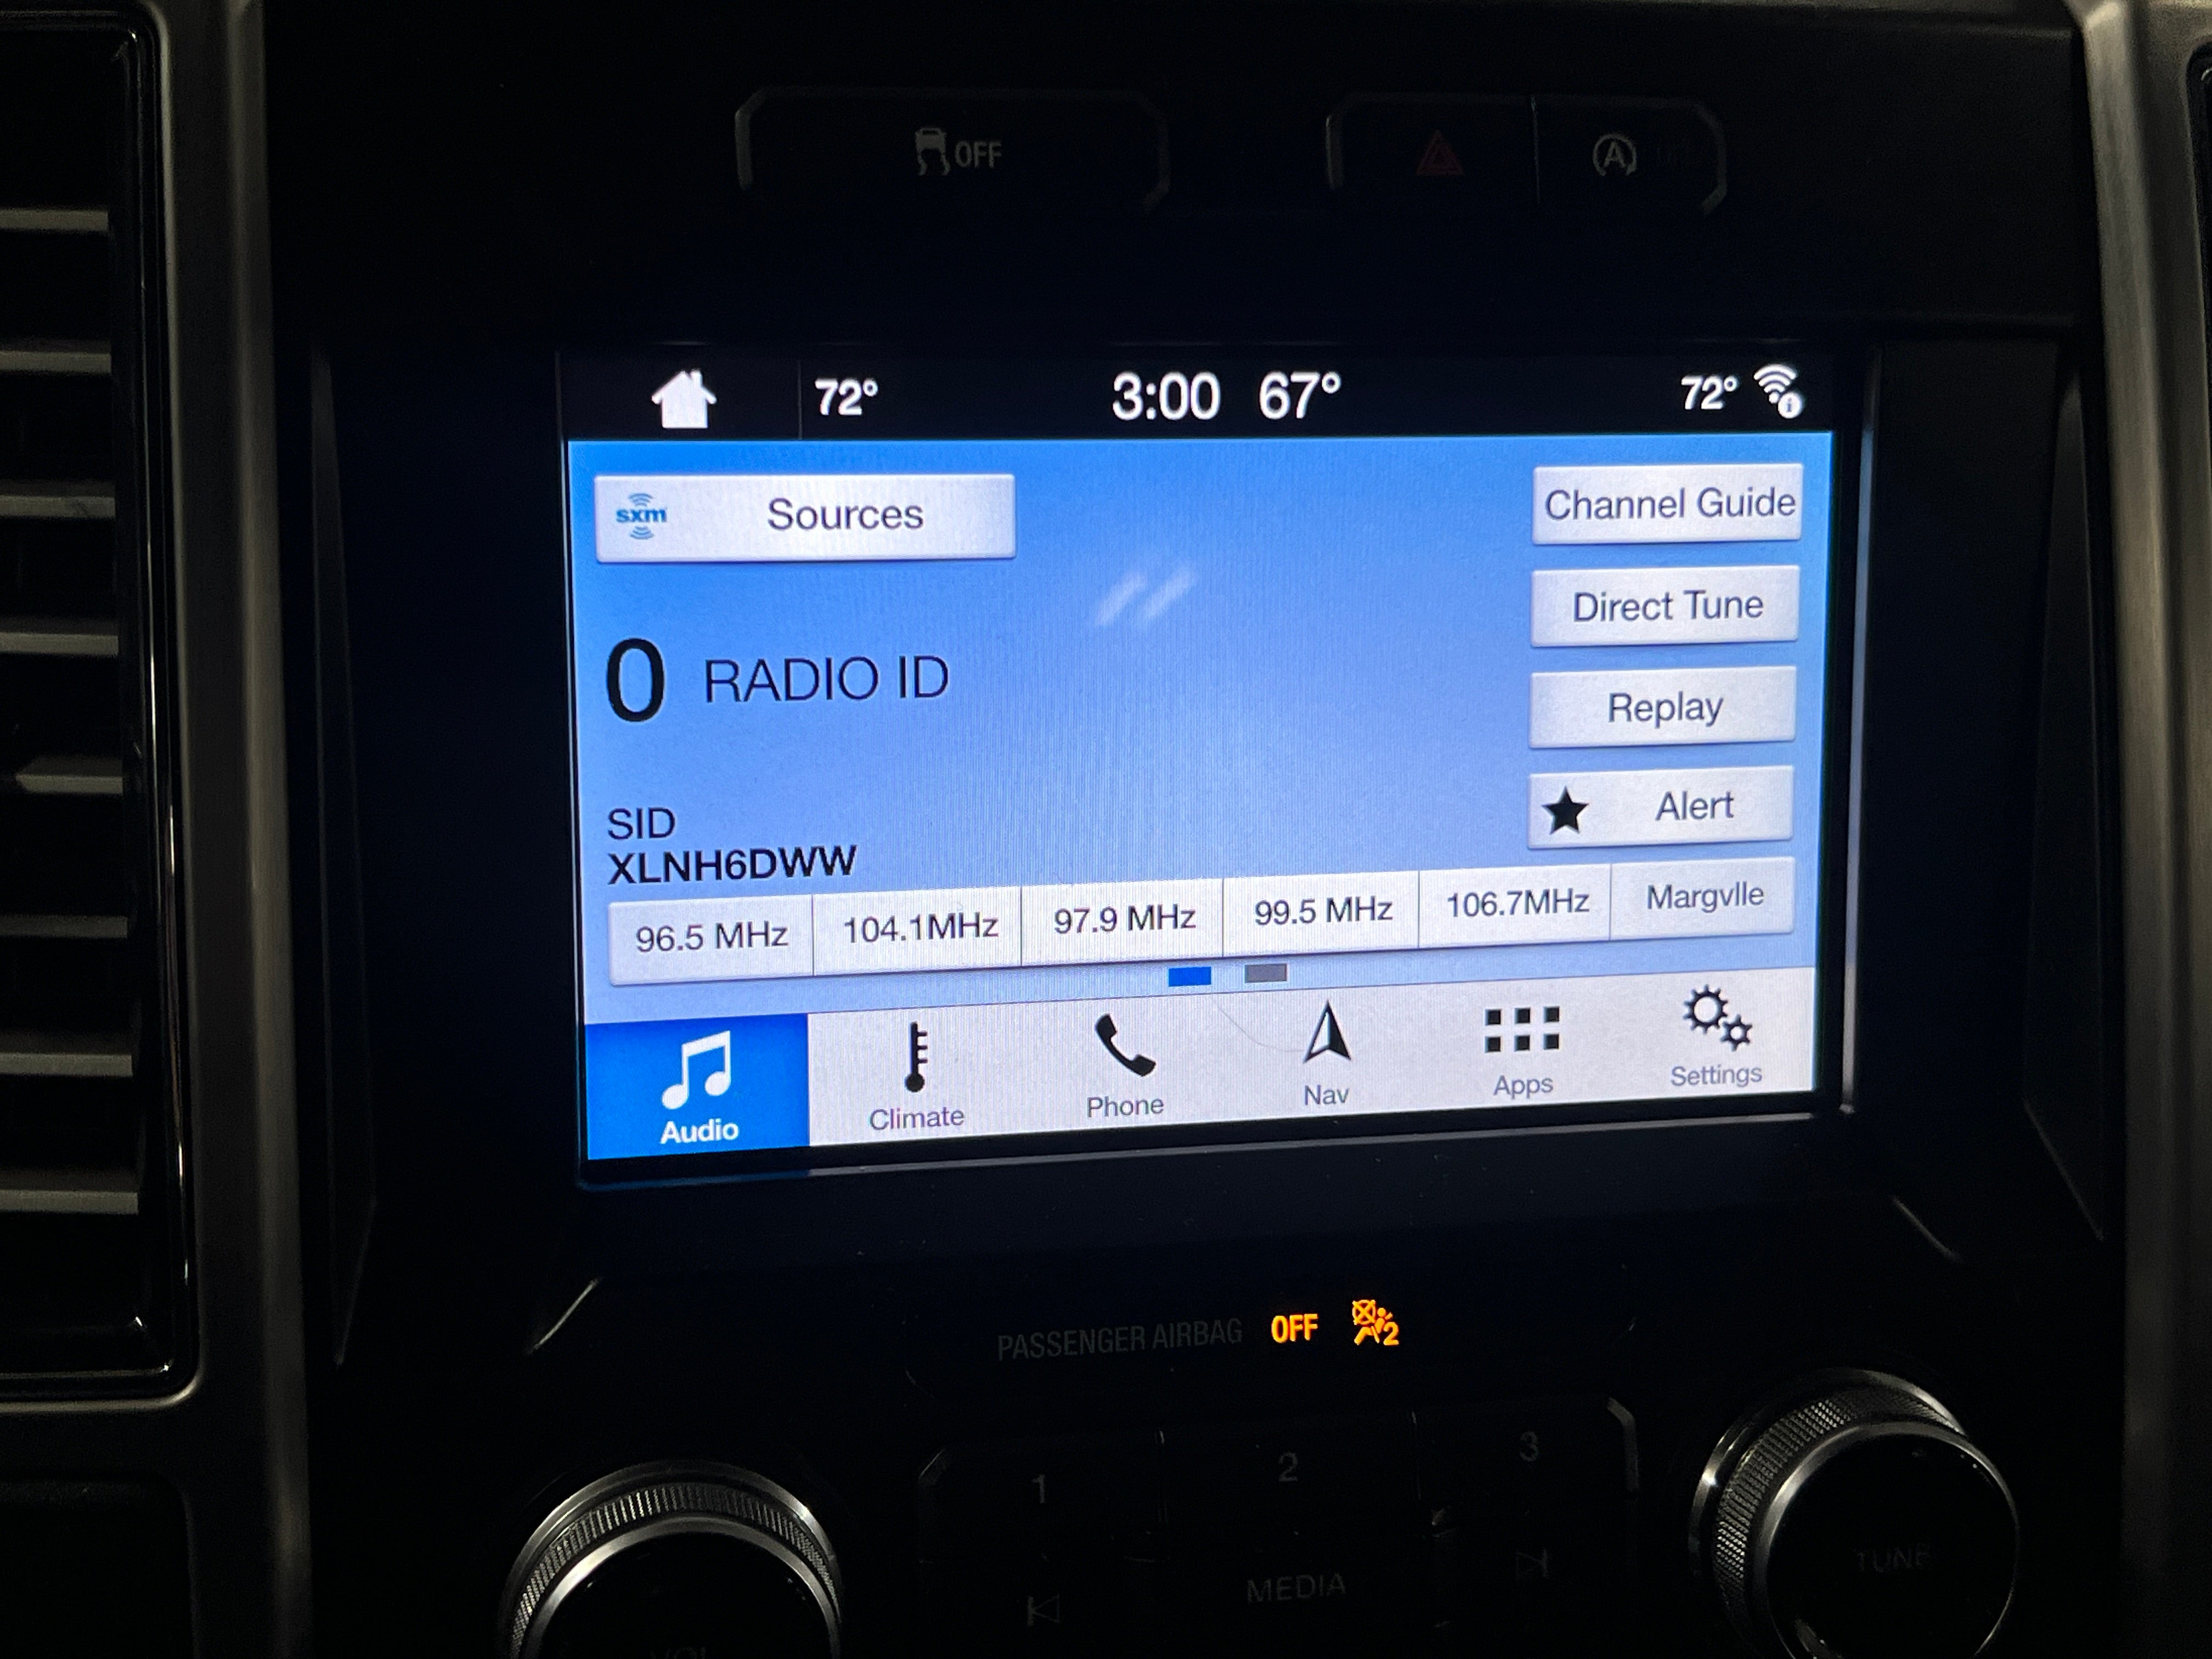 OFF
A
72° 3:00 67° 72°
sxm Sources
Channel Guide
Direct Tune
0 RADIO ID
Replay
Alert
SID
XLNH6DWW
96.5 MHz 104.1MHz 97.9 MHz 99.5 MHz 106.7MHz Margvlle
Audio Climate Phone Nav Apps Settings
PASSENGER AIRBAG OFF 2
1 2 3
MEDIA
TUNE
VOL